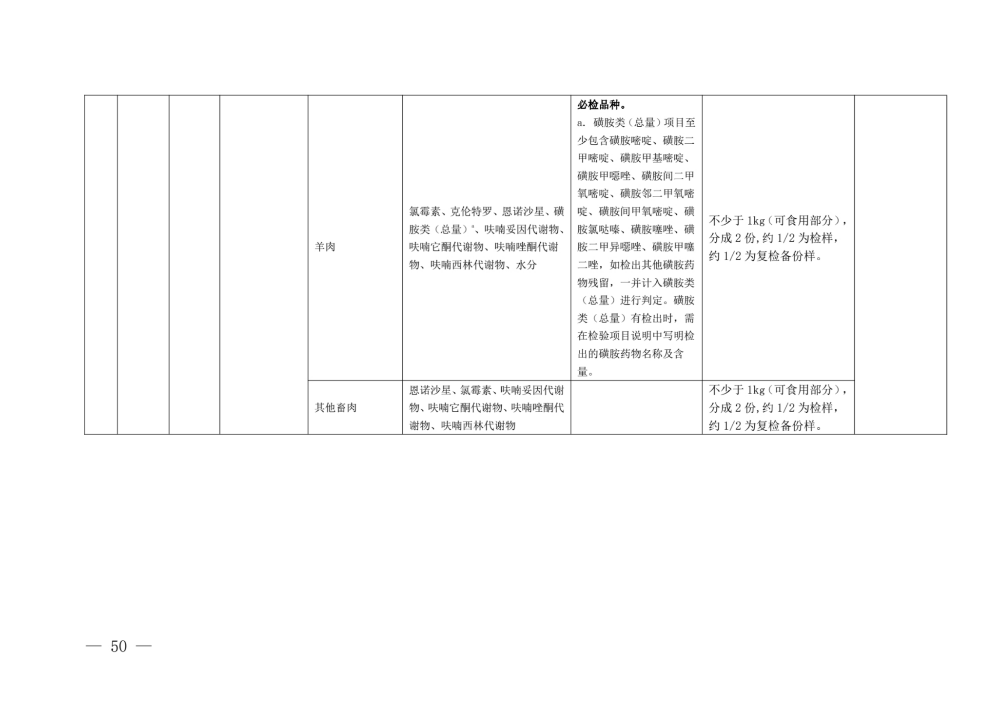 羊肉
氯霉素、克伦特罗、恩诺沙星、磺
胺类（总量）ᵃ、呋喃妥因代谢物、
呋喃它酮代谢物、呋喃唑酮代谢
物、呋喃西林代谢物、水分
必检品种。
a. 磺胺类（总量）项目至
少包含磺胺嘧啶、磺胺二
甲嘧啶、磺胺甲基嘧啶、
磺胺甲噁唑、磺胺间二甲
氧嘧啶、磺胺邻二甲氧嘧
啶、磺胺间甲氧嘧啶、磺
胺氯哒嗪、磺胺噻唑、磺
胺二甲异噁唑、磺胺甲噻
二唑，如检出其他磺胺药
物残留，一并计入磺胺类
（总量）进行判定。磺胺
类（总量）有检出时，需
在检验项目说明中写明检
出的磺胺药物名称及含
量。
不少于 1kg（可食用部分），
分成 2 份,约 1/2 为检样，
约 1/2 为复检备份样。
其他畜肉
恩诺沙星、氯霉素、呋喃妥因代谢
物、呋喃它酮代谢物、呋喃唑酮代
谢物、呋喃西林代谢物
不少于 1kg（可食用部分），
分成 2 份,约 1/2 为检样，
约 1/2 为复检备份样。
— 50 —